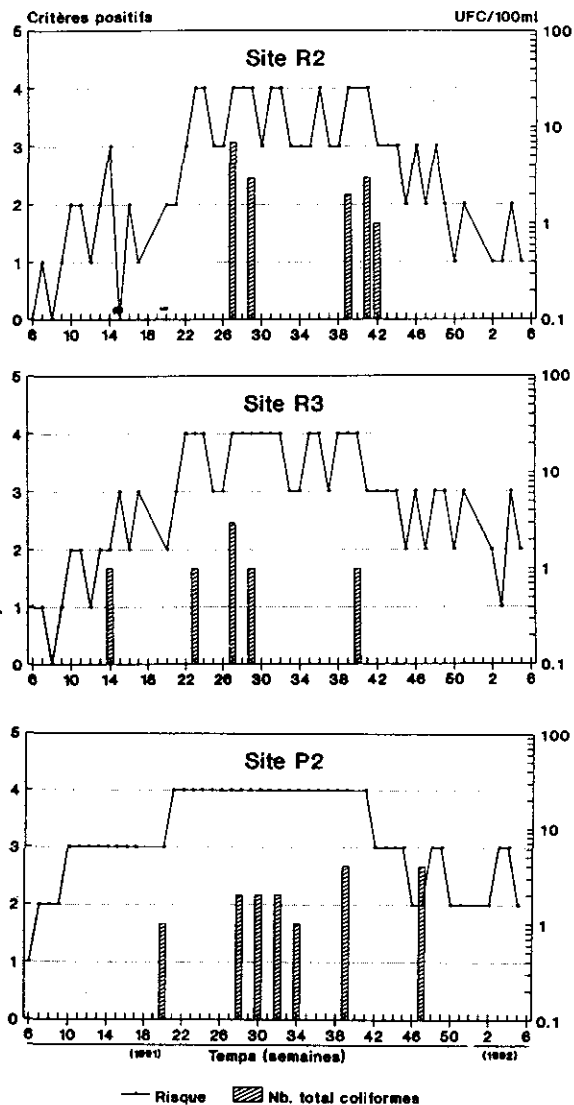 Critères positifs UFC/100ml
Site R2
5 100
4
3 10
2
1 1
0 0.1
6 10 14 18 22 26 30 34 38 42 46 50 2 6
Site R3
5 100
4
3 10
2
1 1
0 0.1
6 10 14 18 22 26 30 34 38 42 46 50 2 6
Site P2
5 100
4
3 10
2
1 1
0 0.1
6 10 14 18 22 26 30 34 38 42 46 50 2 6
(1991) Temps (semaines) (1992)
Risque Nb. total coliformes